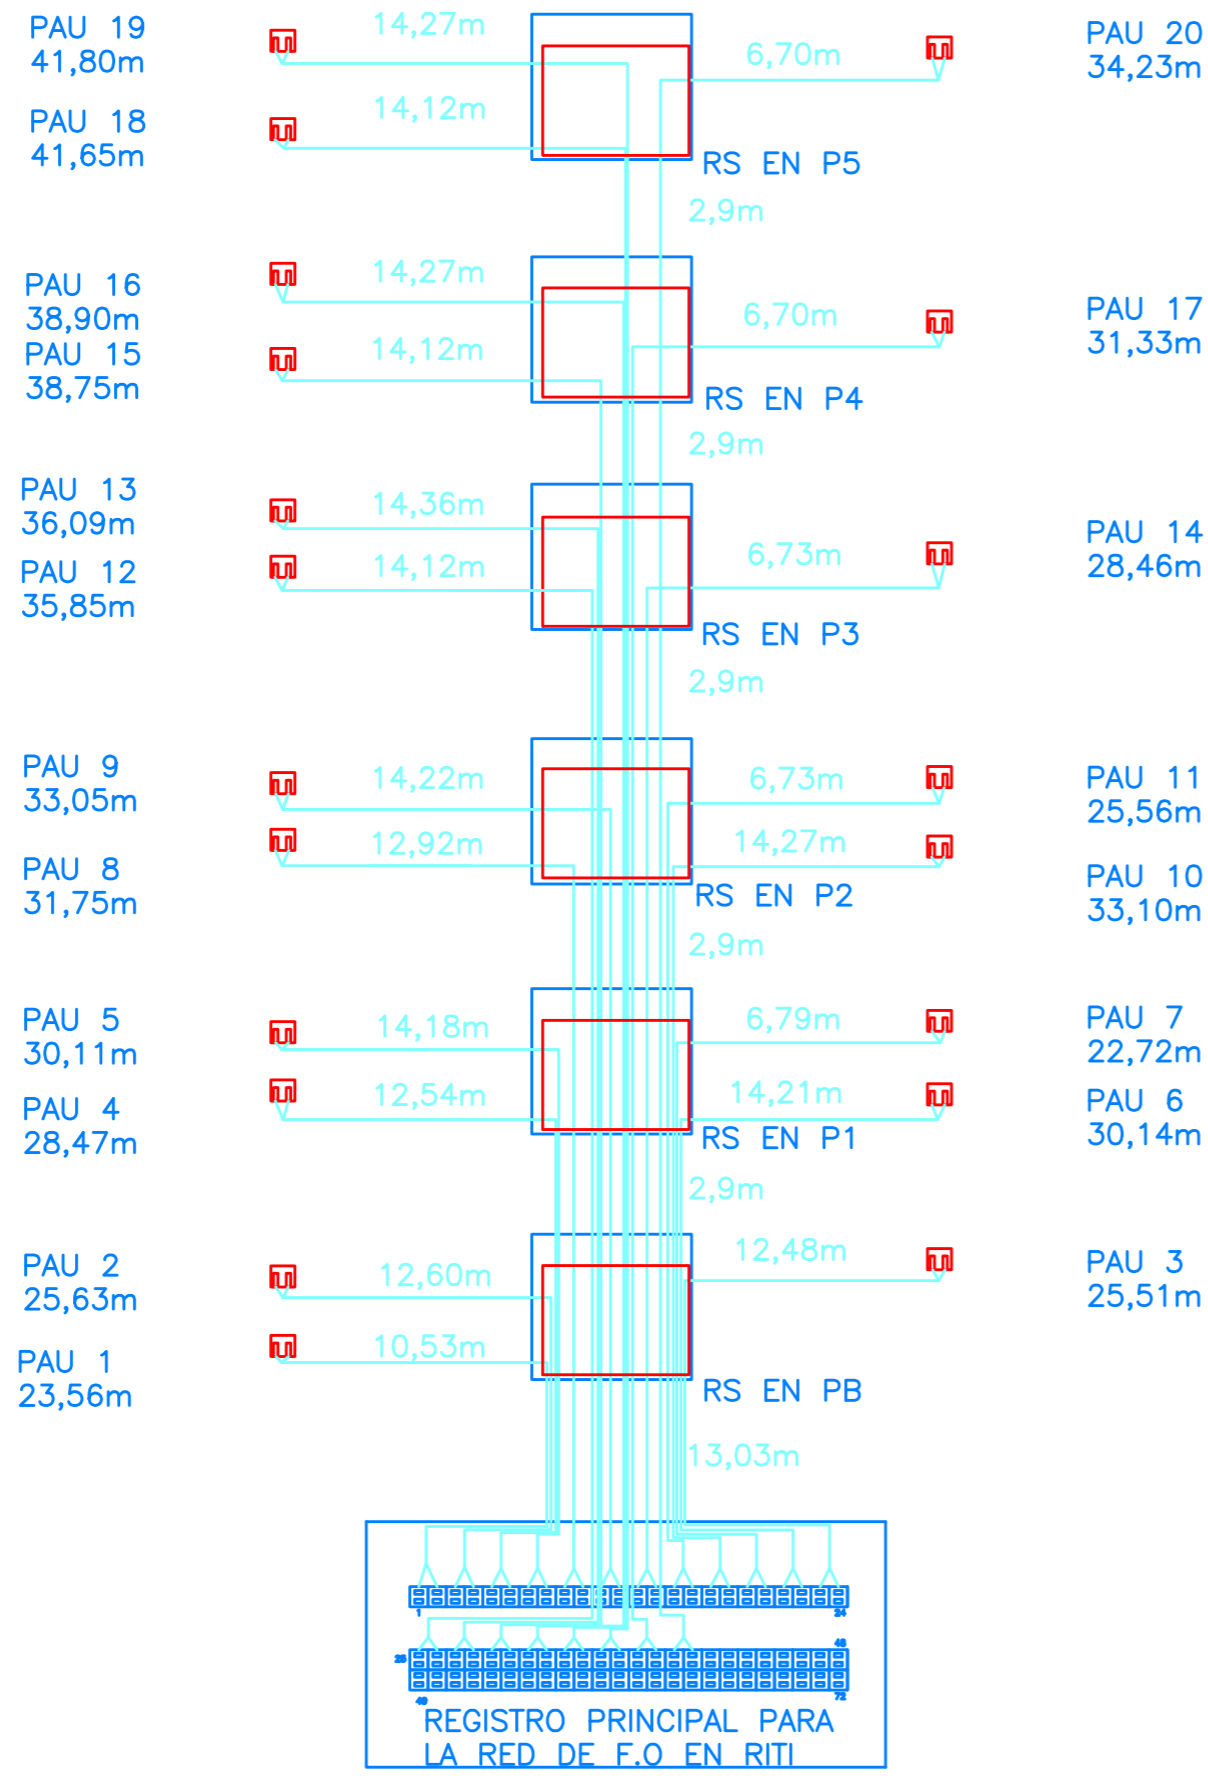 PAU 19
41,80m
14,27m
6,70m
PAU 20
34,23m
PAU 18
41,65m
14,12m
RS EN P5
2,9m
PAU 16
38,90m
14,27m
6,70m
PAU 17
31,33m
PAU 15
38,75m
14,12m
RS EN P4
2,9m
PAU 13
36,09m
14,36m
6,73m
PAU 14
28,46m
PAU 12
35,85m
14,12m
RS EN P3
2,9m
PAU 9
33,05m
14,22m
6,73m
PAU 11
25,56m
PAU 8
31,75m
12,92m
14,27m
PAU 10
33,10m
RS EN P2
2,9m
PAU 5
30,11m
14,18m
6,79m
PAU 7
22,72m
PAU 4
28,47m
12,54m
14,21m
PAU 6
30,14m
RS EN P1
2,9m
PAU 2
25,63m
12,60m
12,48m
PAU 3
25,51m
PAU 1
23,56m
10,53m
RS EN PB
13,03m
1
24
25
48
49
72
REGISTRO PRINCIPAL PARA
LA RED DE F.O EN RITI